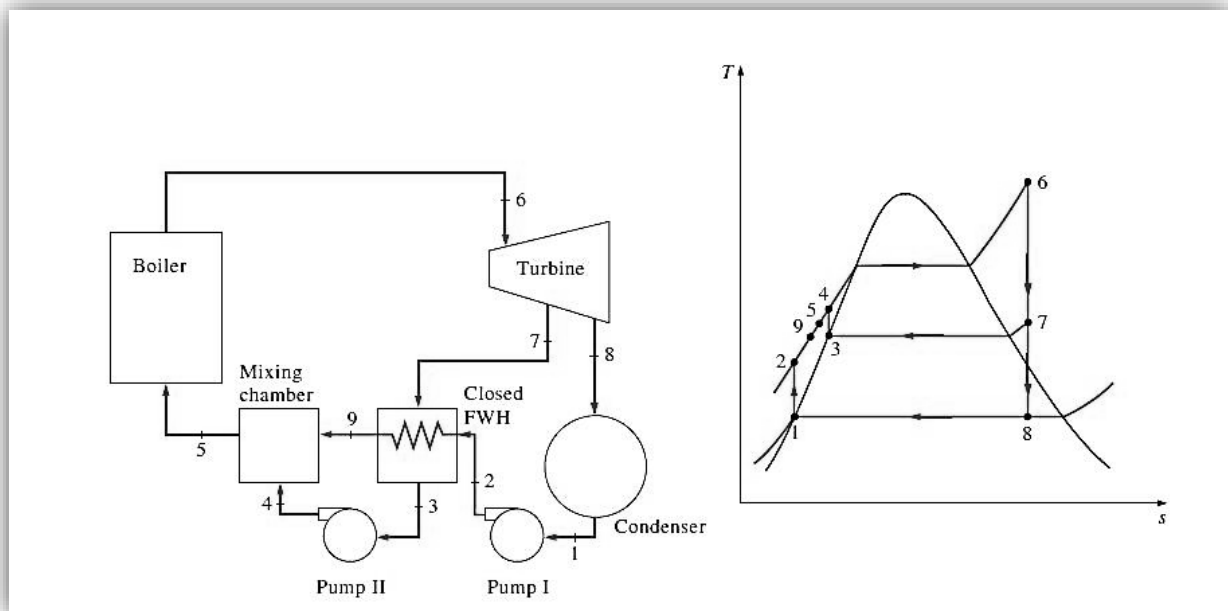 Boiler
6
Turbine
7
8
Mixing
chamber
Closed
FWH
9
5
2
4
3
Condenser
1
Pump II
Pump I
T
6
4
5
9
7
3
2
1
8
s